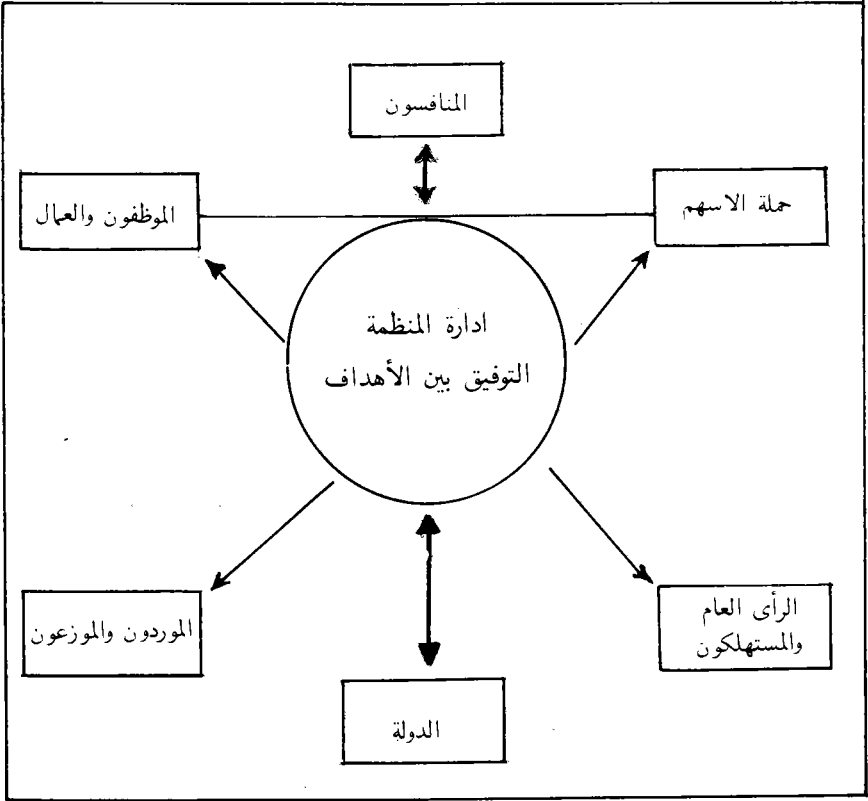 المنافسون
حملة الاسهم
الموظفون والعمال
ادارة المنظمة
التوفيق بين الأهداف
الرأى العام
والمستهلكون
الموردون والموزعون
الدولة